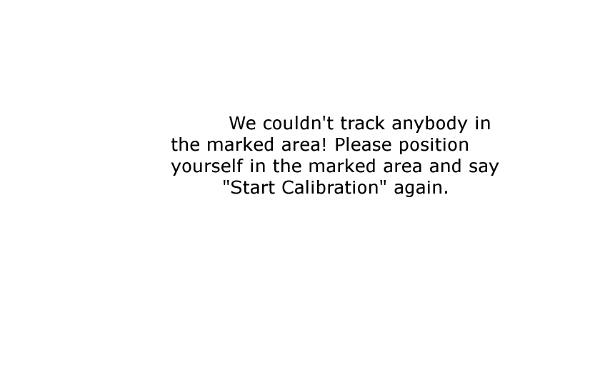 We couldn't track anybody in
the marked area! Please position
yourself in the marked area and say
"Start Calibration" again.